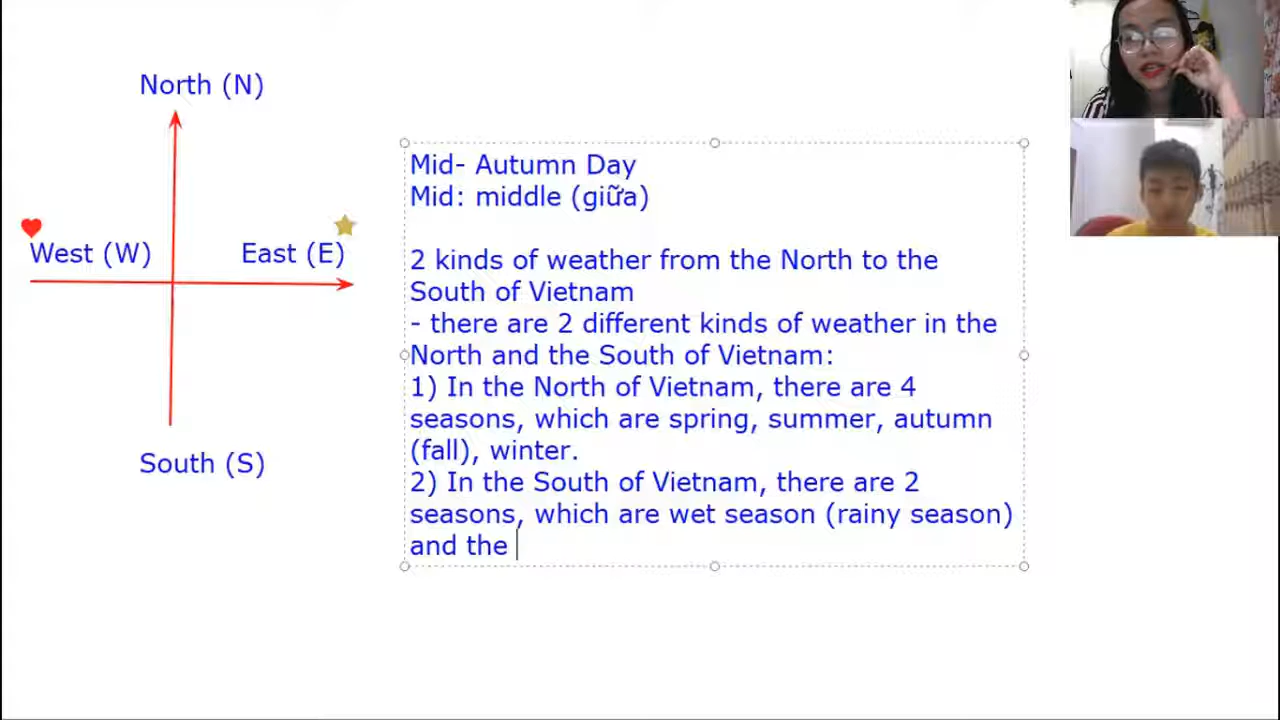 North (N)
West (W)
East (E)
South (S)
Mid- Autumn Day
Mid: middle (giữa)
2 kinds of weather from the North to the
South of Vietnam
- there are 2 different kinds of weather in the
North and the South of Vietnam:
1) In the North of Vietnam, there are 4
seasons, which are spring, summer, autumn
(fall), winter.
2) In the South of Vietnam, there are 2
seasons, which are wet season (rainy season)
and the